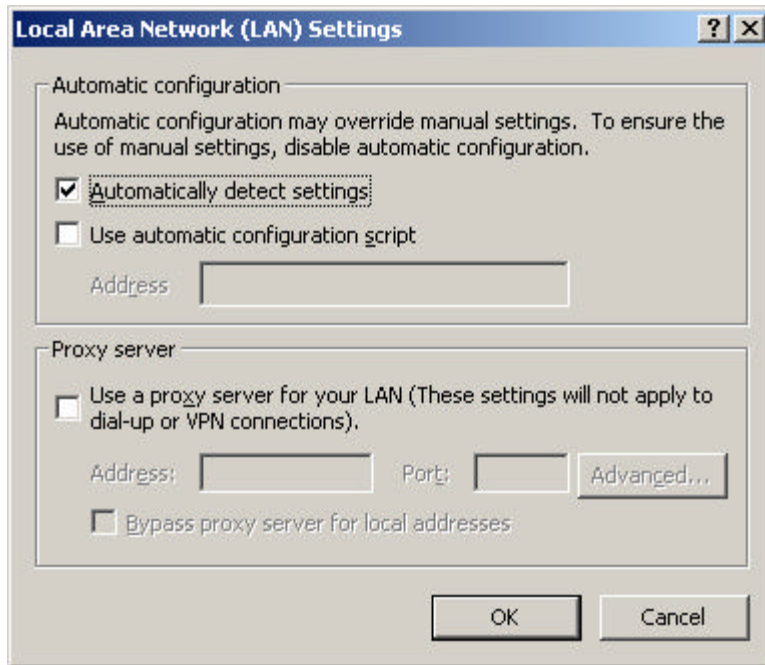 Local Area Network (LAN) Settings
Automatic configuration
Automatic configuration may override manual settings. To ensure the
use of manual settings, disable automatic configuration.
Automatically detect settings
Use automatic configuration script
Address
Proxy server
Use a proxy server for your LAN (These settings will not apply to
dial-up or VPN connections).
Address: Port: Advanced...
Bypass proxy server for local addresses
OK Cancel